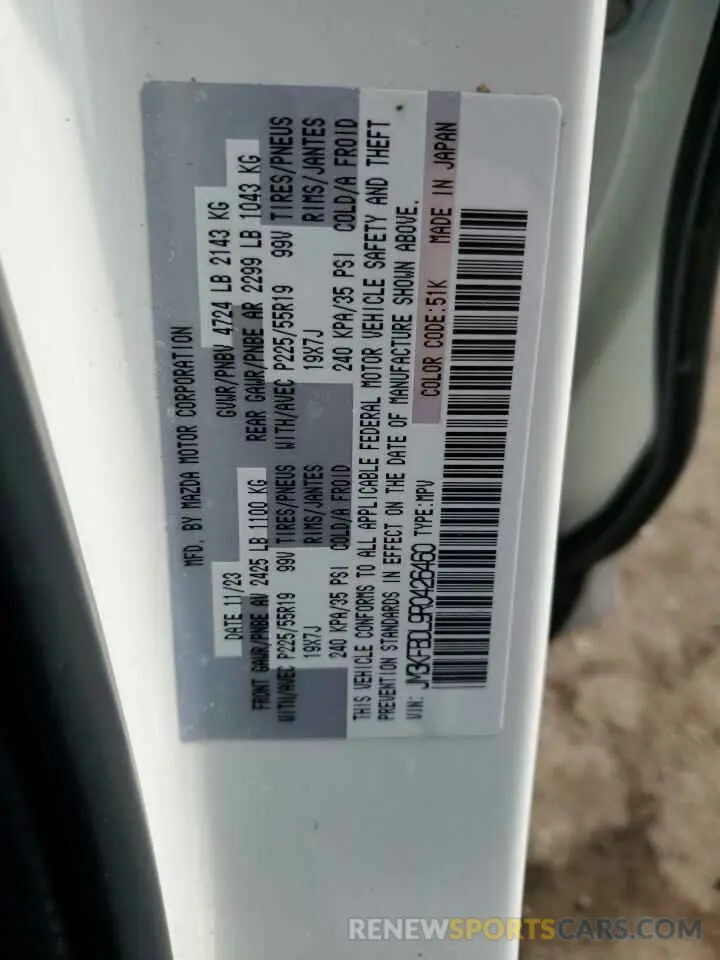 MFD. BY MAZDA MOTOR CORPORATION
DATE 11/23 GVWR/PNBV 4724 LB 2143 KG
FRONT GAWR/PNBE AV 2425 LB 1100 KG REAR GAWR/PNBE AR 2299 LB 1043 KG
WITH/AVEC P225/55R19 99V TIRES/PNEUS WITH/AVEC P225/55R19 99V TIRES/PNEUS
19X7J RIMS/JANTES 19X7J RIMS/JANTES
240 KPA/35 PSI COLD/A FROID 240 KPA/35 PSI COLD/A FROID
THIS VEHICLE CONFORMS TO ALL APPLICABLE FEDERAL MOTOR VEHICLE SAFETY AND THEFT
PREVENTION STANDARDS IN EFFECT ON THE DATE OF MANUFACTURE SHOWN ABOVE.
VIN: JM3KFBDL9R0426460 TYPE:MPV COLOR CODE:51K MADE IN JAPAN
RENEWSPORTSCARS.COM